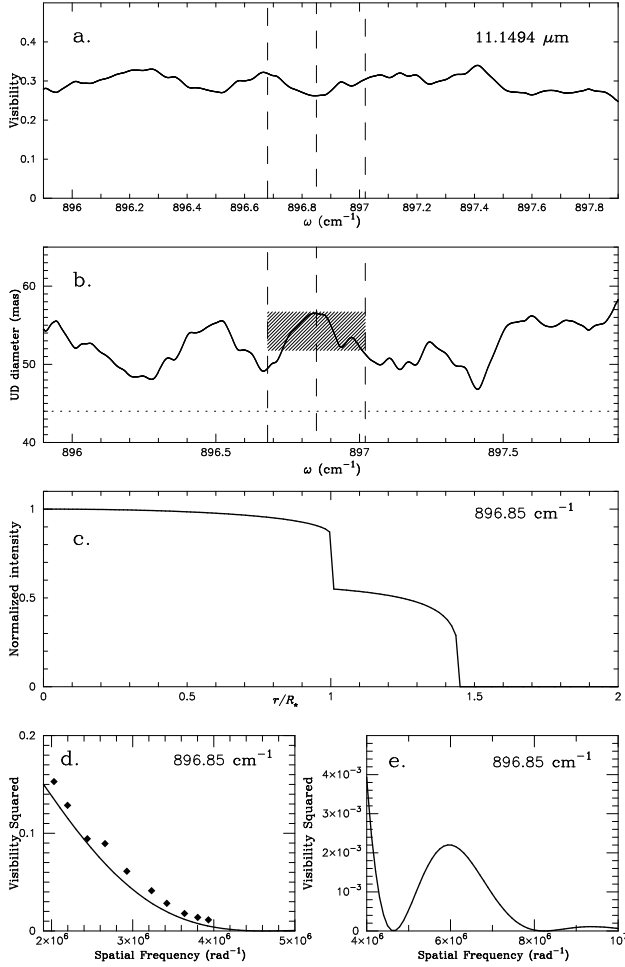 a.
11.1494 μm
Visibility
0
0.1
0.2
0.3
0.4
896
896.2
896.4
896.6
896.8
897
897.2
897.4
897.6
897.8
ω (cm⁻¹)
b.
UD diameter (mas)
40
50
60
896
896.5
897
897.5
ω (cm⁻¹)
c.
896.85 cm⁻¹
Normalized intensity
0
0.5
1
0
0.5
1
1.5
2
r/R*
d.
896.85 cm⁻¹
Visibility Squared
0
0.1
0.2
2×10⁶
3×10⁶
4×10⁶
5×10⁶
Spatial Frequency (rad⁻¹)
e.
896.85 cm⁻¹
Visibility Squared
0
10⁻³
2×10⁻³
3×10⁻³
4×10⁻³
4×10⁶
6×10⁶
8×10⁶
Spatial Frequency (rad⁻¹)